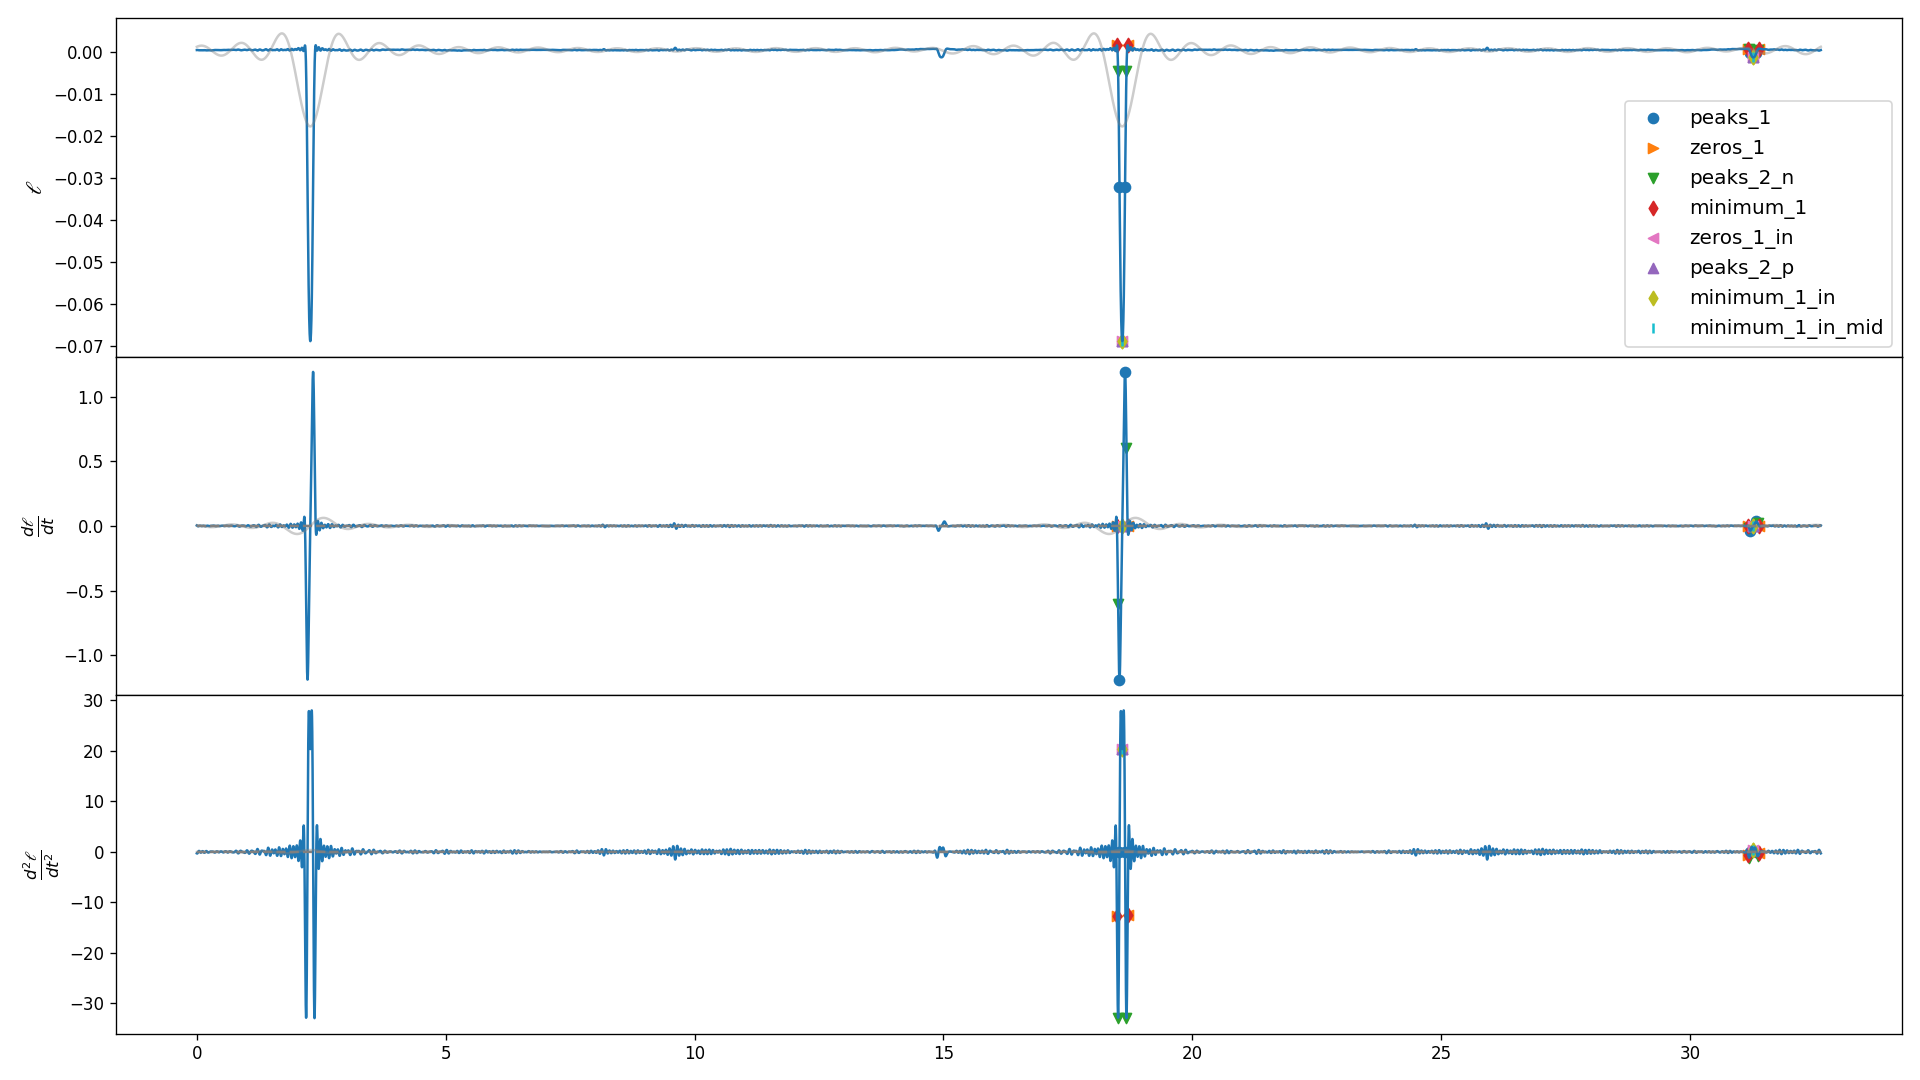 0.00
−0.01
−0.02
−0.03
−0.04
−0.05
−0.06
−0.07
ℓ
peaks_1
zeros_1
peaks_2_n
minimum_1
zeros_1_in
peaks_2_p
minimum_1_in
minimum_1_in_mid
1.0
0.5
0.0
−0.5
−1.0
dℓ
dt
30
20
10
0
−10
−20
−30
d²ℓ
dt²
0 5 10 15 20 25 30